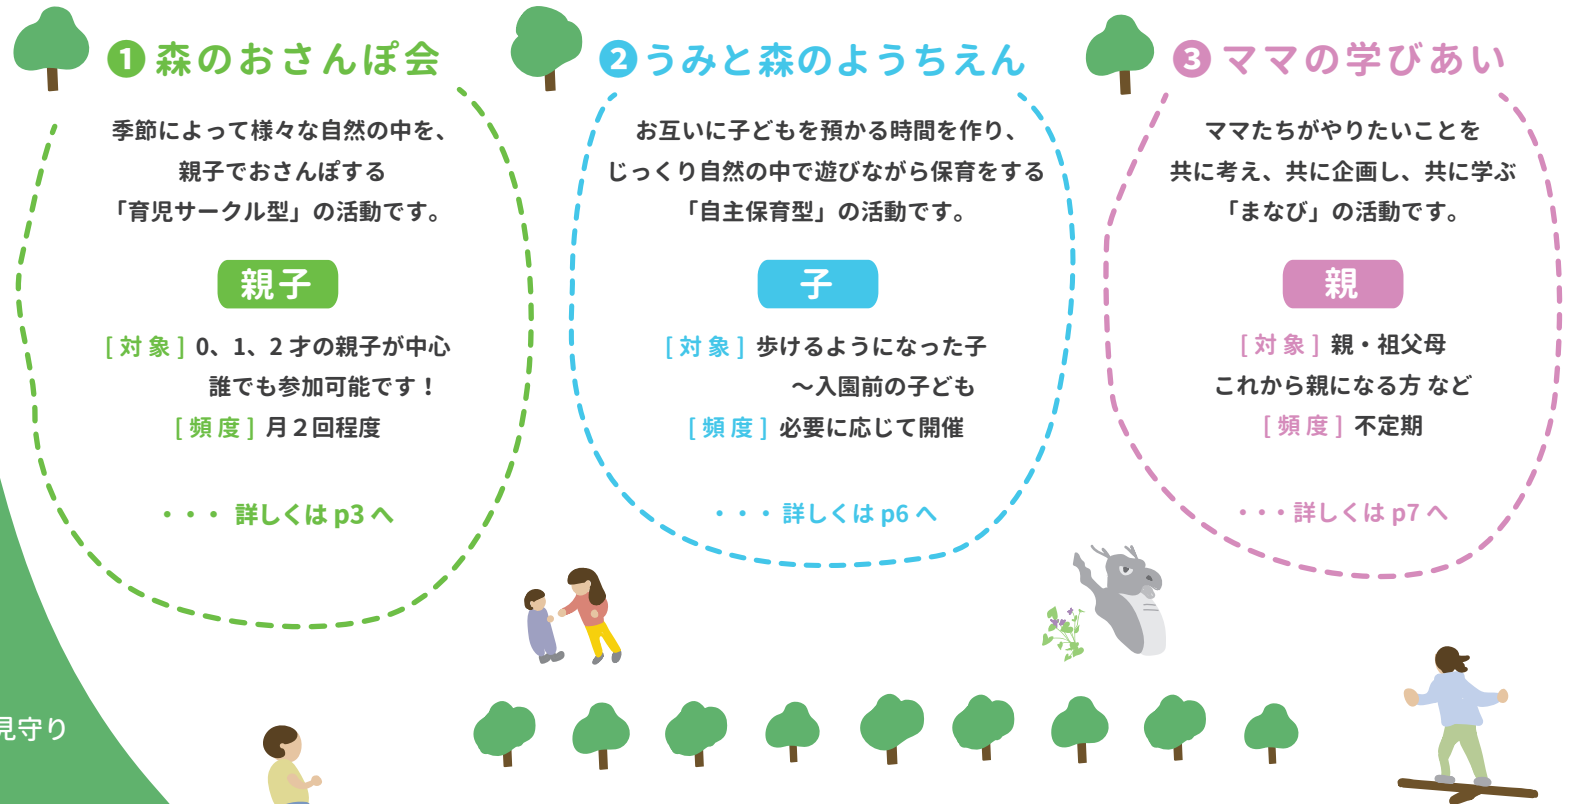 ❶ 森のおさんぽ会
季節によって様々な自然の中を、
親子でおさんぽする
「育児サークル型」の活動です。
親子
[ 対 象 ] 0、1、2 才の親子が中心
誰でも参加可能です！
[ 頻 度 ] 月２回程度
・・・ 詳しくは p3 へ
❷ うみと森のようちえん
お互いに子どもを預かる時間を作り、
じっくり自然の中で遊びながら保育をする
「自主保育型」の活動です。
子
[ 対 象 ] 歩けるようになった子
～入園前の子ども
[ 頻 度 ] 必要に応じて開催
・・・ 詳しくは p6 へ
❸ ママの学びあい
ママたちがやりたいことを
共に考え、共に企画し、共に学ぶ
「まなび」の活動です。
親
[ 対 象 ] 親・祖父母
これから親になる方 など
[ 頻 度 ] 不定期
・・・詳しくは p7 へ
見守り